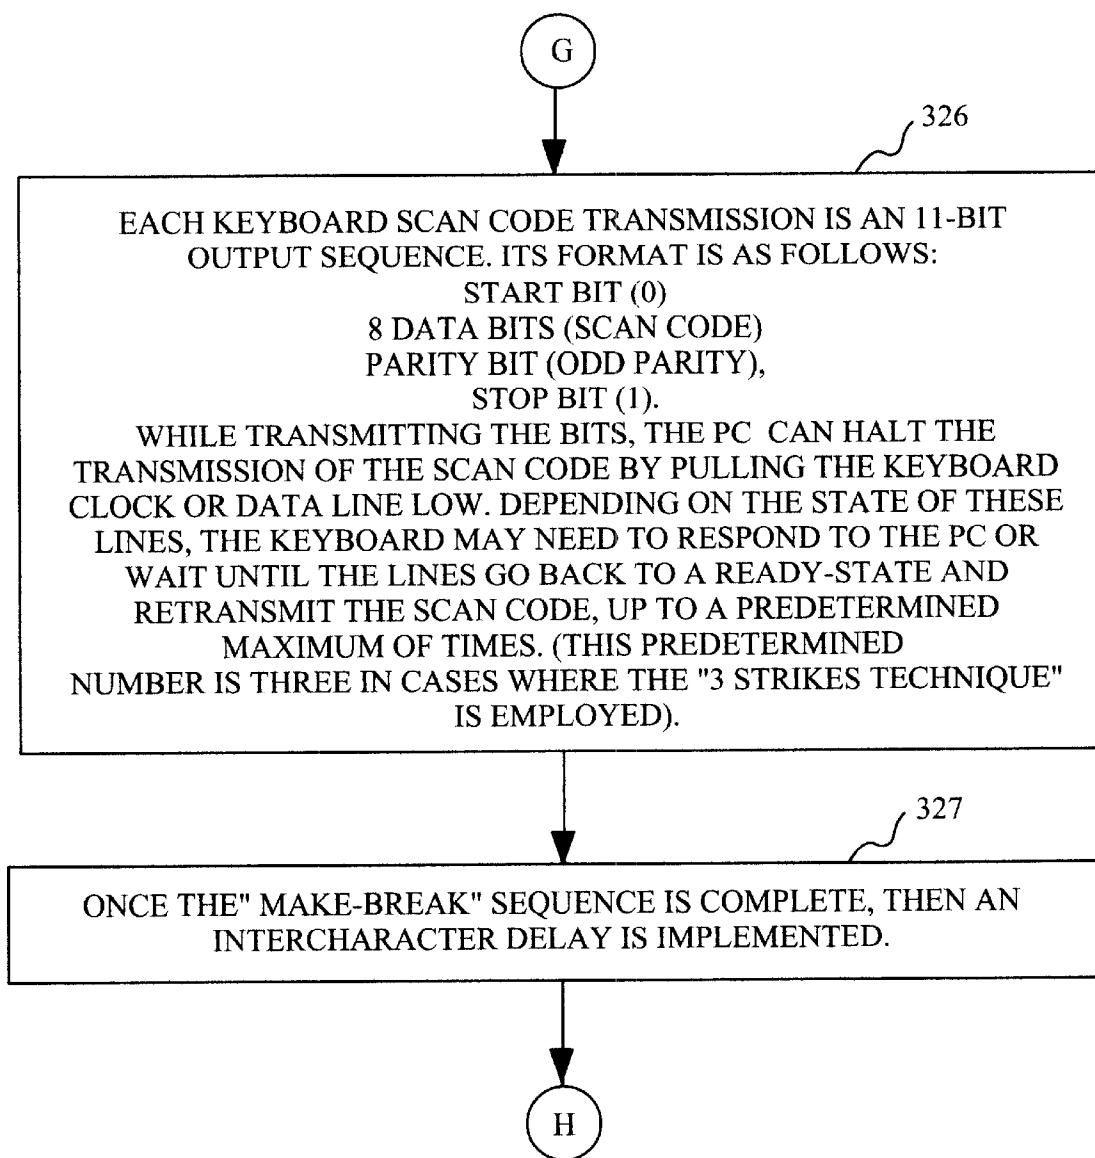 G
326
EACH KEYBOARD SCAN CODE TRANSMISSION IS AN 11-BIT
OUTPUT SEQUENCE. ITS FORMAT IS AS FOLLOWS:
START BIT (0)
8 DATA BITS (SCAN CODE)
PARITY BIT (ODD PARITY),
STOP BIT (1).
WHILE TRANSMITTING THE BITS, THE PC CAN HALT THE
TRANSMISSION OF THE SCAN CODE BY PULLING THE KEYBOARD
CLOCK OR DATA LINE LOW. DEPENDING ON THE STATE OF THESE
LINES, THE KEYBOARD MAY NEED TO RESPOND TO THE PC OR
WAIT UNTIL THE LINES GO BACK TO A READY-STATE AND
RETRANSMIT THE SCAN CODE, UP TO A PREDETERMINED
MAXIMUM OF TIMES. (THIS PREDETERMINED
NUMBER IS THREE IN CASES WHERE THE "3 STRIKES TECHNIQUE"
IS EMPLOYED).
327
ONCE THE" MAKE-BREAK" SEQUENCE IS COMPLETE, THEN AN
INTERCHARACTER DELAY IS IMPLEMENTED.
H